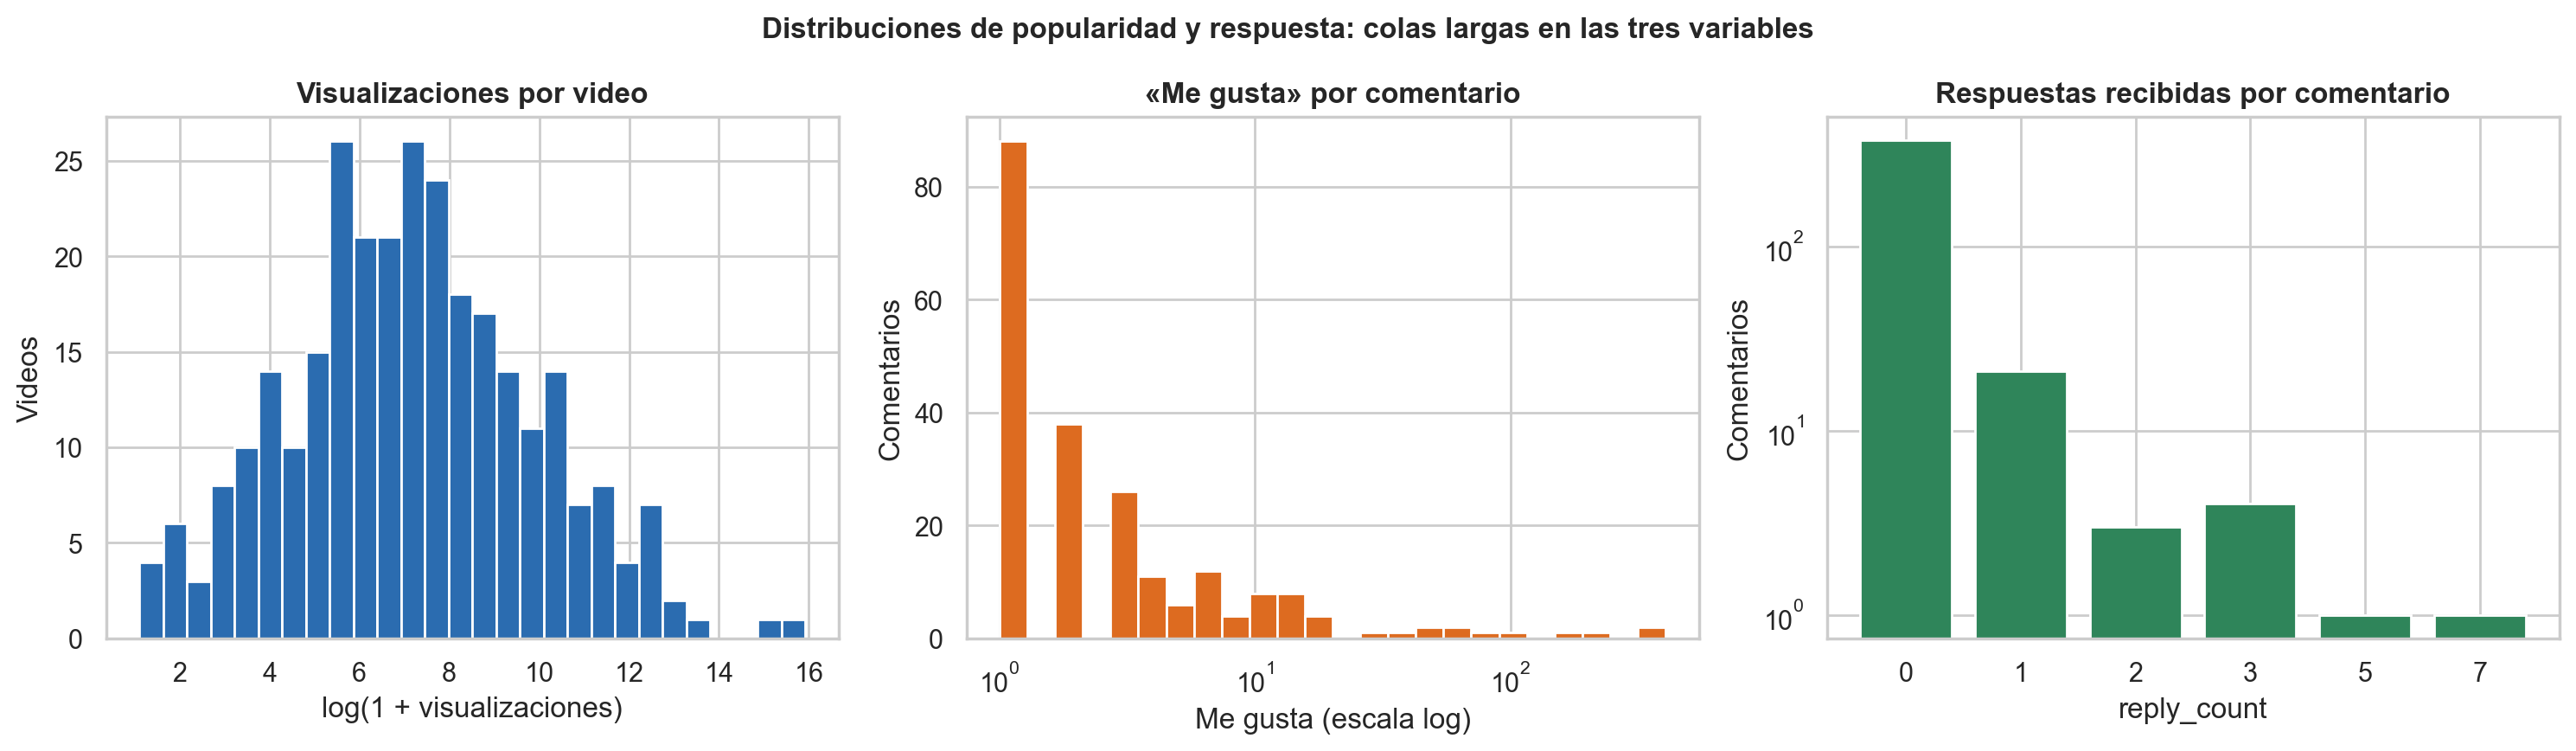 Distribuciones de popularidad y respuesta: colas largas en las tres variables
Visualizaciones por video
Videos
25
20
15
10
5
0
2 4 6 8 10 12 14 16
log(1 + visualizaciones)
«Me gusta» por comentario
Comentarios
80
60
40
20
0
10⁰ 10¹ 10²
Me gusta (escala log)
Respuestas recibidas por comentario
Comentarios
10²
10¹
10⁰
0 1 2 3 5 7
reply_count